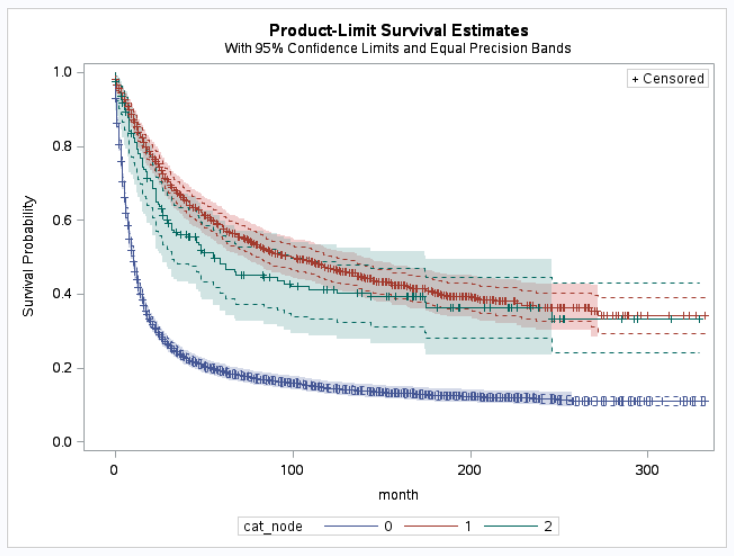 Product-Limit Survival Estimates
With 95% Confidence Limits and Equal Precision Bands
+ Censored
1.0
0.8
0.6
0.4
0.2
0.0
Survival Probability
0 100 200 300
month
cat_node 0 1 2